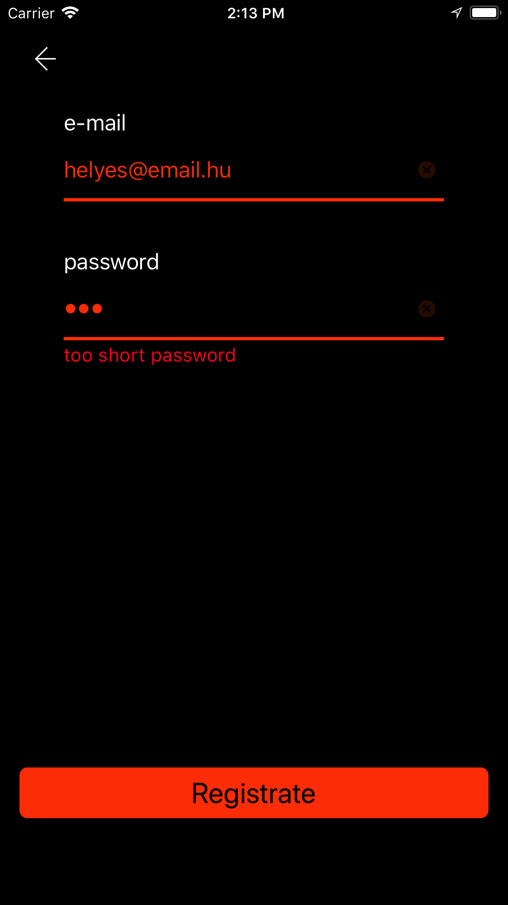 Carrier 2:13 PM
e-mail
helyes@email.hu
password
●●●
too short password
Registrate